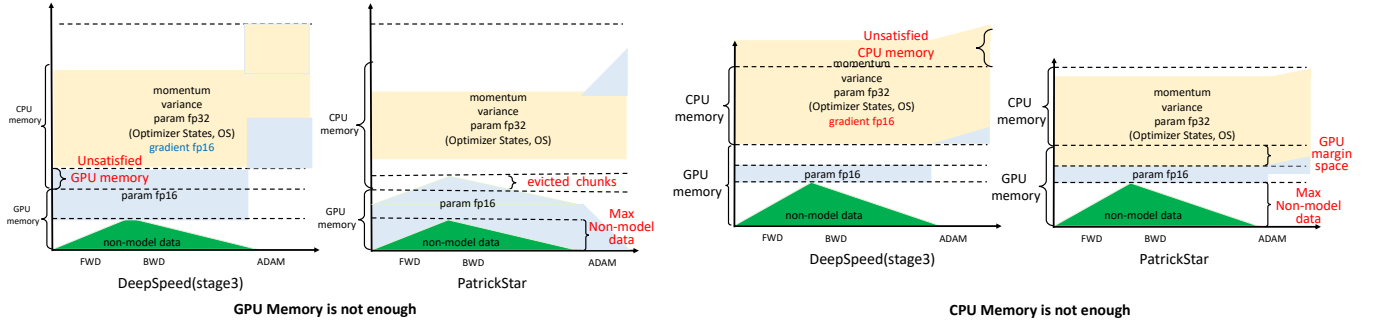 CPU
memory
momentum
variance
param fp32
(Optimizer States, OS)
gradient fp16
Unsatisfied
GPU memory
param fp16
GPU
memory
non-model data
FWD
BWD
ADAM
DeepSpeed(stage3)
CPU
memory
momentum
variance
param fp32
(Optimizer States, OS)
evicted chunks
param fp16
GPU
memory
Max
Non-model
data
non-model data
FWD
BWD
ADAM
PatrickStar
GPU Memory is not enough
Unsatisfied
CPU memory
CPU
memory
momentum
variance
param fp32
(Optimizer States, OS)
gradient fp16
GPU
memory
param fp16
non-model data
FWD
BWD
ADAM
DeepSpeed(stage3)
CPU
memory
momentum
variance
param fp32
(Optimizer States, OS)
GPU
margin
space
GPU
memory
param fp16
Max
Non-model
data
non-model data
FWD
BWD
ADAM
PatrickStar
CPU Memory is not enough